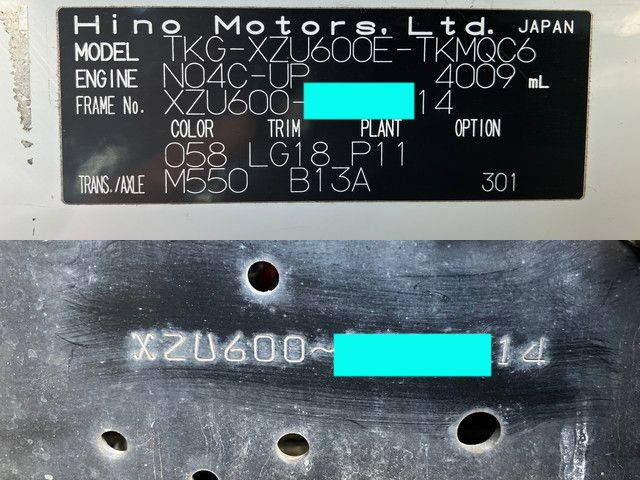 Hino Motors, Ltd. JAPAN
MODEL TKG-XZU600E-TKMQC6
ENGINE N04C-UP 4009 mL
FRAME No. XZU600- 14
COLOR TRIM PLANT OPTION
058 LG18 P11
TRANS./AXLE M550 B13A 301
XZU600~ 14